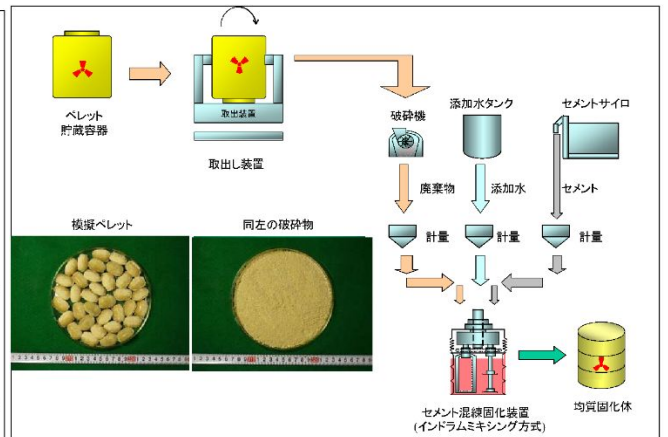 ペレット
貯蔵容器
取出装置
取出し装置
破砕機
添加水タンク
セメントサイロ
廃棄物
添加水
セメント
計量
計量
計量
模擬ペレット
同左の破砕物
セメント混練固化装置
(インドラムミキシング方式)
均質固化体